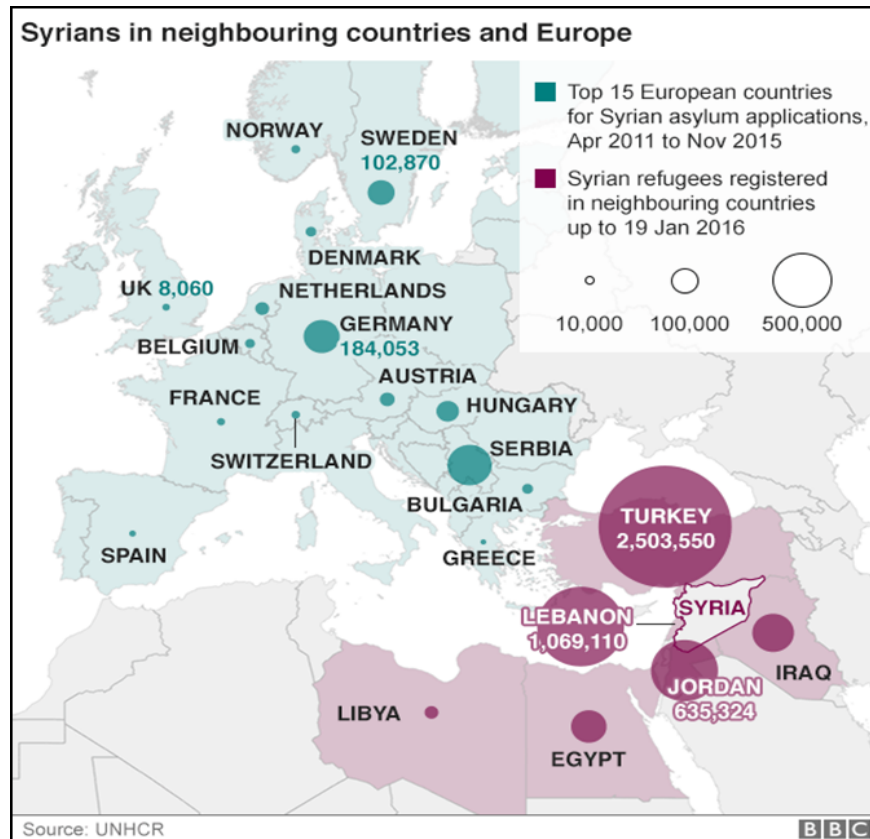 Syrians in neighbouring countries and Europe
Top 15 European countries
for Syrian asylum applications,
Apr 2011 to Nov 2015
Syrian refugees registered
in neighbouring countries
up to 19 Jan 2016
10,000
100,000
500,000
NORWAY
SWEDEN
102,870
DENMARK
UK 8,060
NETHERLANDS
GERMANY
184,053
BELGIUM
AUSTRIA
FRANCE
HUNGARY
SWITZERLAND
SERBIA
BULGARIA
SPAIN
GREECE
TURKEY
2,503,550
LEBANON
1,069,110
SYRIA
IRAQ
JORDAN
635,324
LIBYA
EGYPT
Source: UNHCR
BBC